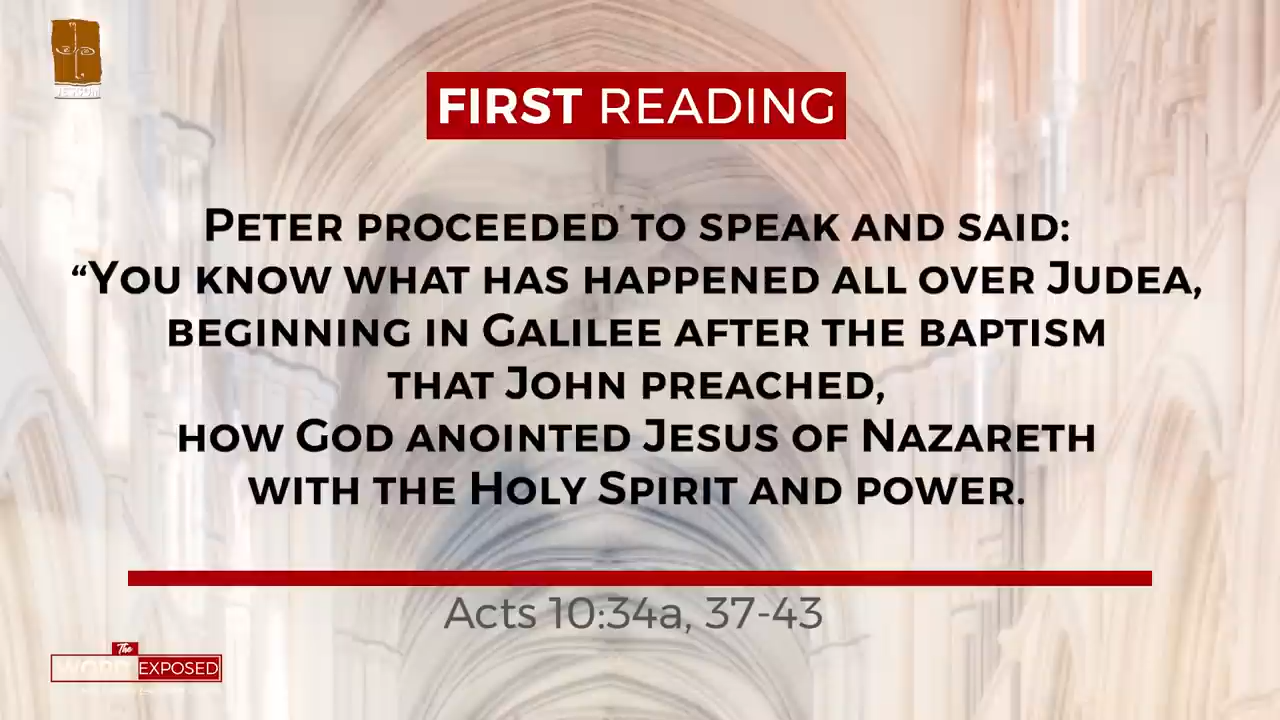 FIRST READING
PETER PROCEEDED TO SPEAK AND SAID:
“YOU KNOW WHAT HAS HAPPENED ALL OVER JUDEA,
BEGINNING IN GALILEE AFTER THE BAPTISM
THAT JOHN PREACHED,
HOW GOD ANOINTED JESUS OF NAZARETH
WITH THE HOLY SPIRIT AND POWER.
Acts 10:34a, 37-43
The
WORD EXPOSED